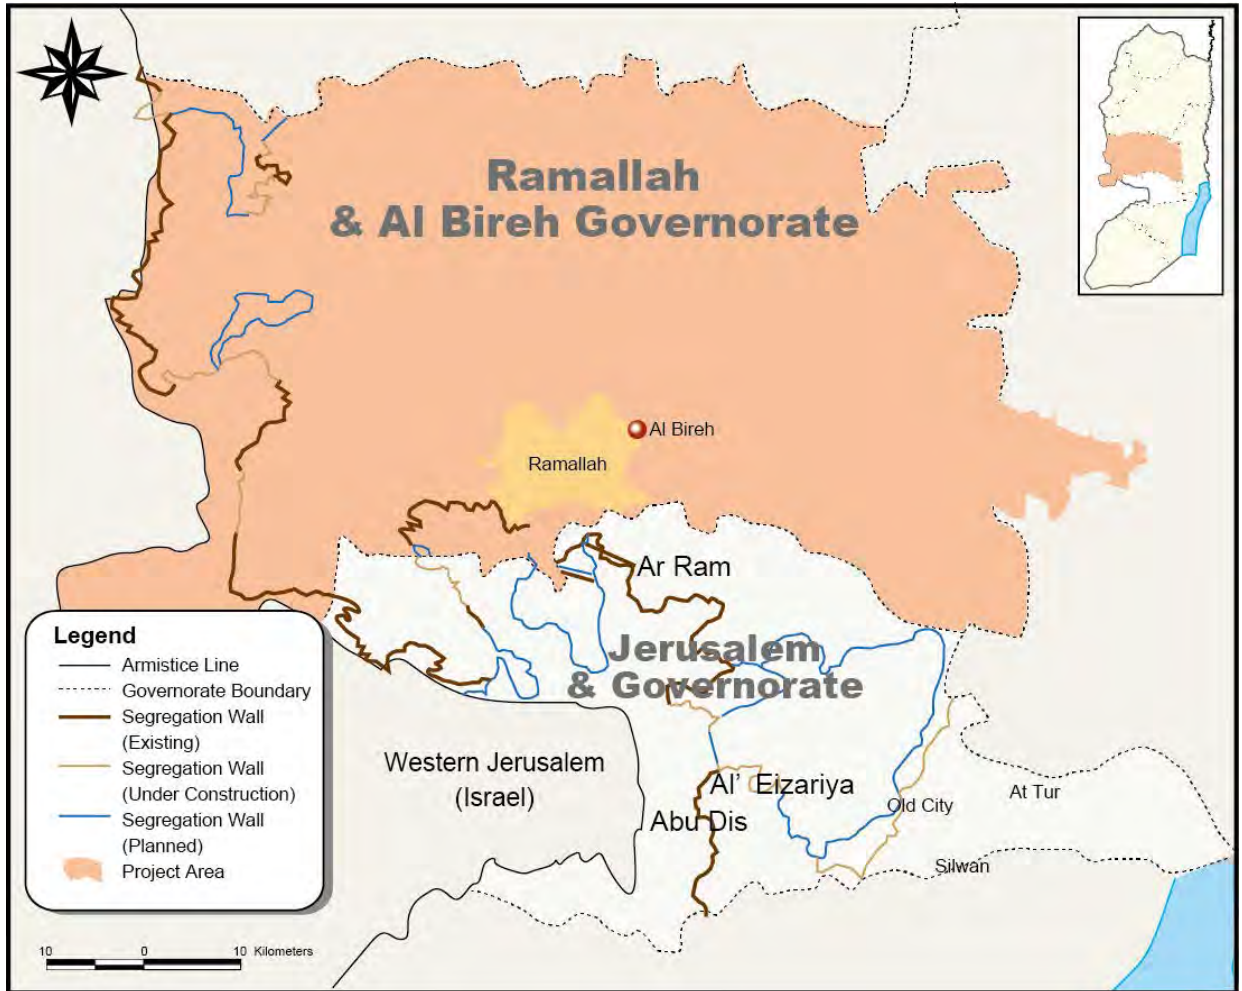 Ramallah
& Al Bireh Governorate
Al Bireh
Ramallah
Ar Ram
Jerusalem
& Governorate
Western Jerusalem
(Israel)
Al’ Eizariya
Abu Dis
Old City
At Tur
Silwan
Legend
Armistice Line
Governorate Boundary
Segregation Wall
(Existing)
Segregation Wall
(Under Construction)
Segregation Wall
(Planned)
Project Area
10 0 10 Kilometers